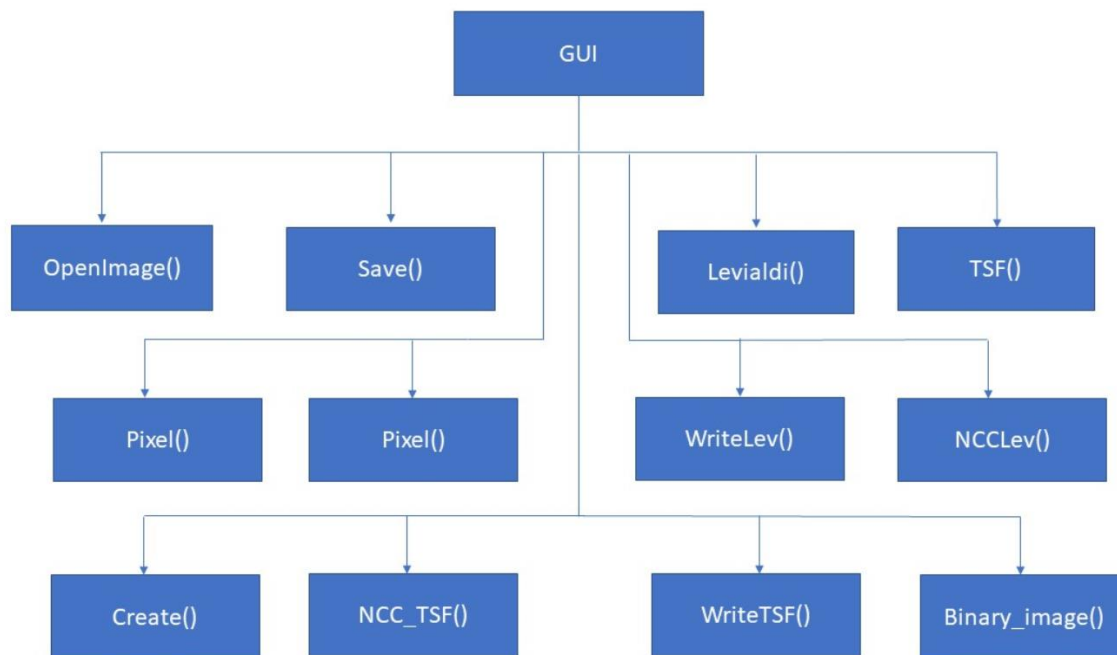 GUI
OpenImage()
Save()
Levialdi()
TSF()
Pixel()
Pixel()
WriteLev()
NCCLev()
Create()
NCC_TSF()
WriteTSF()
Binary_image()